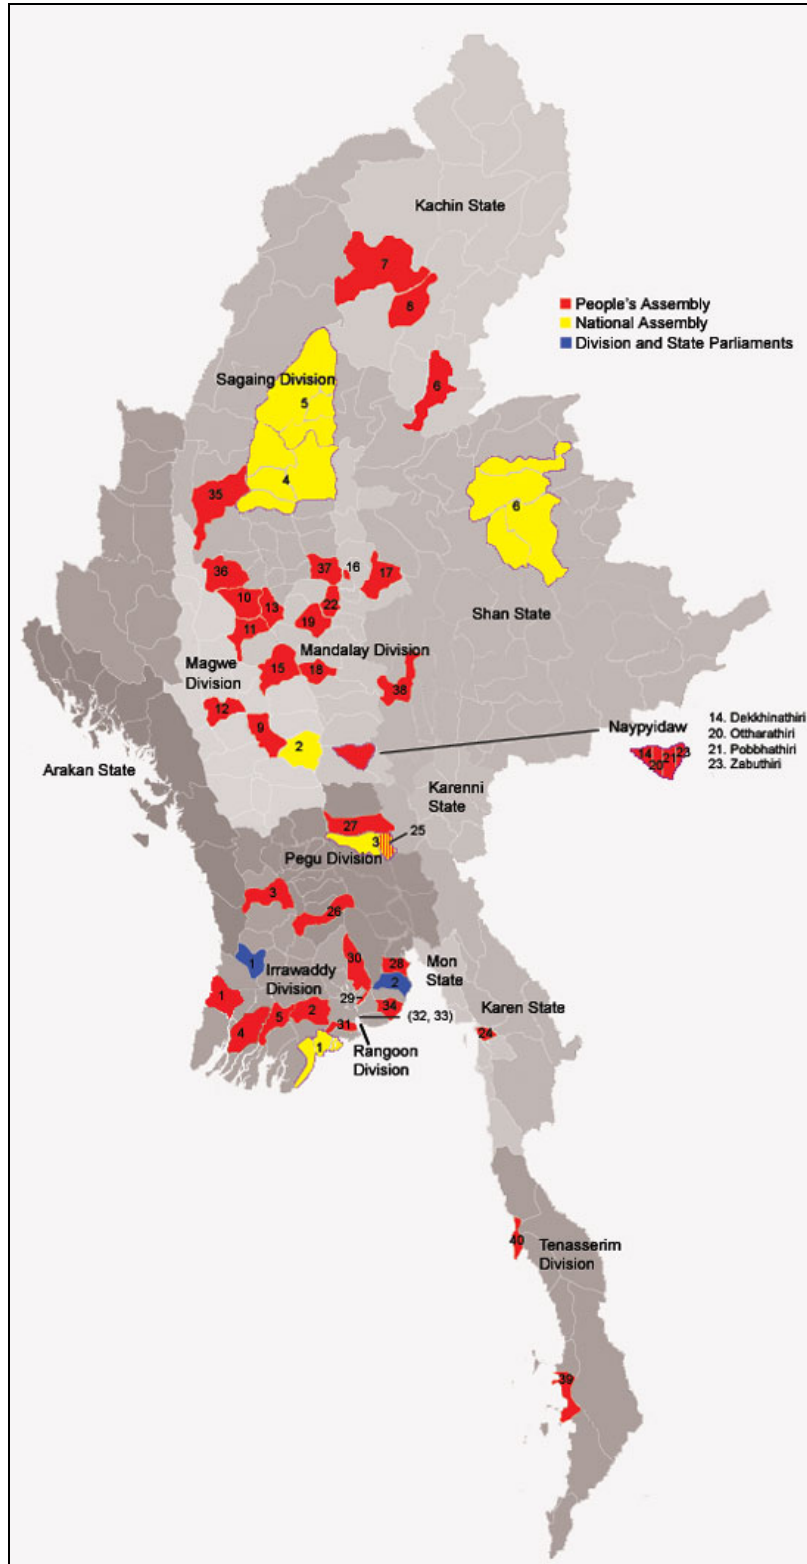 Kachin State
7
8
People's Assembly
National Assembly
Division and State Parliaments
6
Sagaing Division
5
4
35
6
36
37
16
17
10
13
22
19
11
Shan State
Mandalay Division
15
18
Magwe
Division
38
12
9
2
Naypyidaw
14. Dekkhinathiri
20. Ottharathiri
21. Pobbhathiri
23. Zabuthiri
14
20
21
23
Arakan State
Karenni
State
27
25
3
Pegu Division
3
26
30
28
Mon
State
1
Irrawaddy
Division
2
29
1
4
5
2
34
31
(32, 33)
Karen State
24
1
Rangoon
Division
40
Tenasserim
Division
39